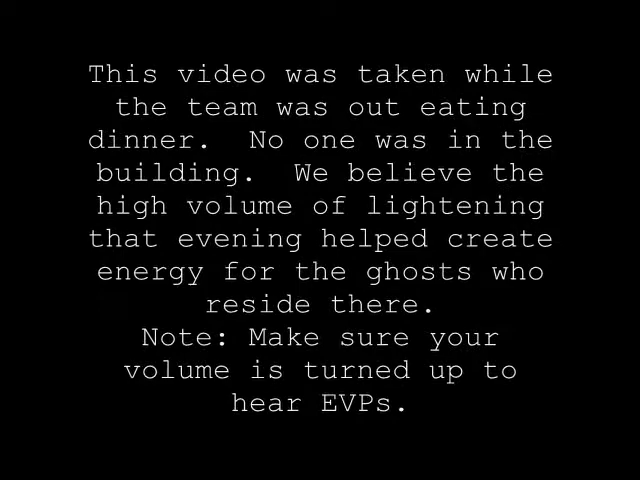 This video was taken while
the team was out eating
dinner.  No one was in the
building.  We believe the
high volume of lightening
that evening helped create
energy for the ghosts who
reside there.
Note: Make sure your
volume is turned up to
hear EVPs.